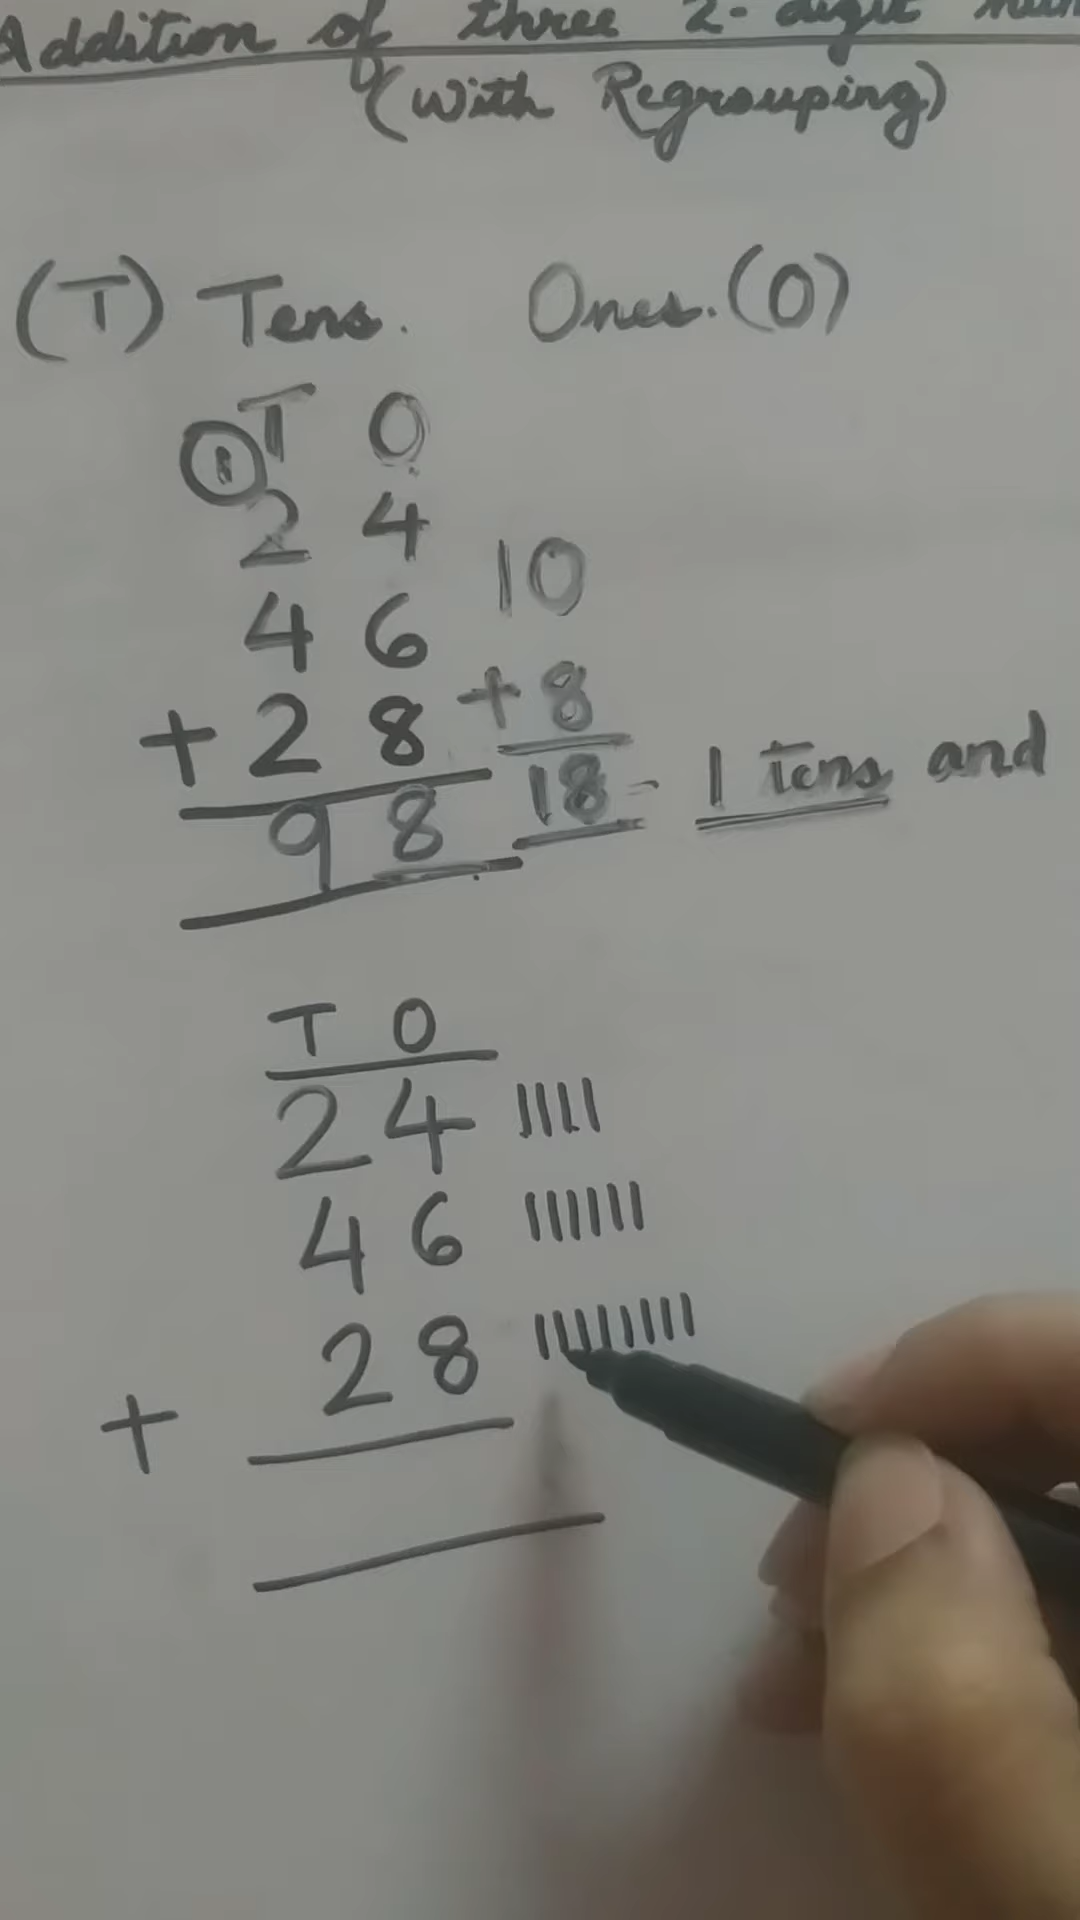 Addition of three 2-digit
(With Regrouping)
(T) Tens. Ones. (O)
T O
1
2 4
4 6 10
+ 2 8 + 8
9 8 18 - 1 tens and
T O
2 4 ||||
4 6 ||||||
2 8 ||||||||
+